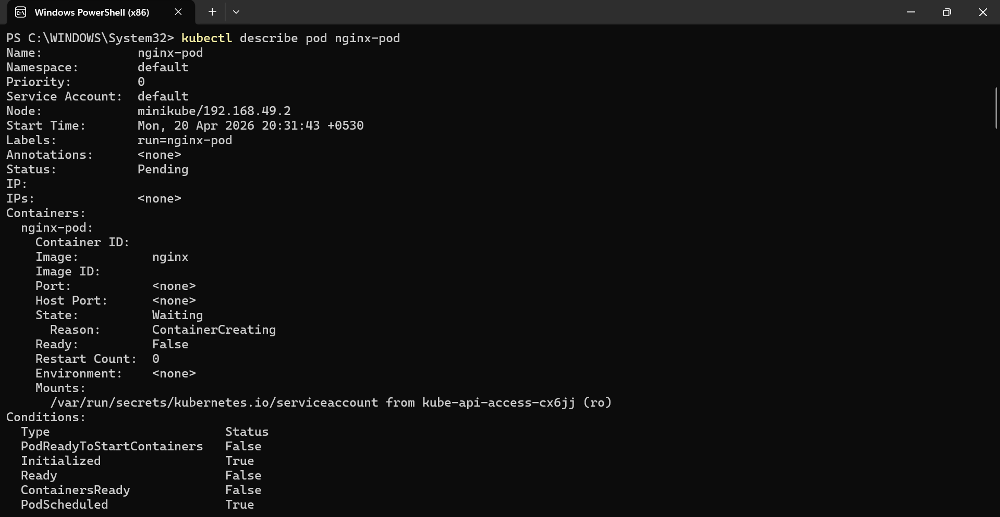 Windows PowerShell (x86)
PS C:\WINDOWS\System32> kubectl describe pod nginx-pod
Name:             nginx-pod
Namespace:        default
Priority:         0
Service Account:  default
Node:             minikube/192.168.49.2
Start Time:       Mon, 20 Apr 2026 20:31:43 +0530
Labels:           run=nginx-pod
Annotations:      <none>
Status:           Pending
IP:
IPs:              <none>
Containers:
  nginx-pod:
    Container ID:
    Image:          nginx
    Image ID:
    Port:           <none>
    Host Port:      <none>
    State:          Waiting
      Reason:       ContainerCreating
    Ready:          False
    Restart Count:  0
    Environment:    <none>
    Mounts:
      /var/run/secrets/kubernetes.io/serviceaccount from kube-api-access-cx6jj (ro)
Conditions:
  Type                        Status
  PodReadyToStartContainers   False
  Initialized                 True
  Ready                       False
  ContainersReady             False
  PodScheduled                True